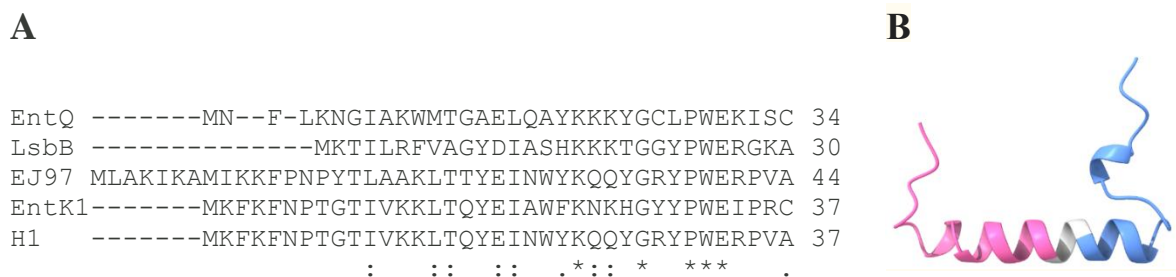 A B
EntQ -------MN--F-LKNGIAKWMTGAELQAYKKKYGCLPWEKISC 34
LsbB --------------MKTILRFVAGYDIASHKKKTGGYPWERGKA 30
EJ97 MLAKIKAMIKKFPNPYTLAAKLTTYEINWYKQQYGRYPWERPVA 44
EntK1-------MKFKFNPTGTIVKKLTQYEIAWFKNKHGYYPWEIPRC 37
H1 -------MKFKFNPTGTIVKKLTQYEINWYKQQYGRYPWERPVA 37
: :: :: .*:: * *** .